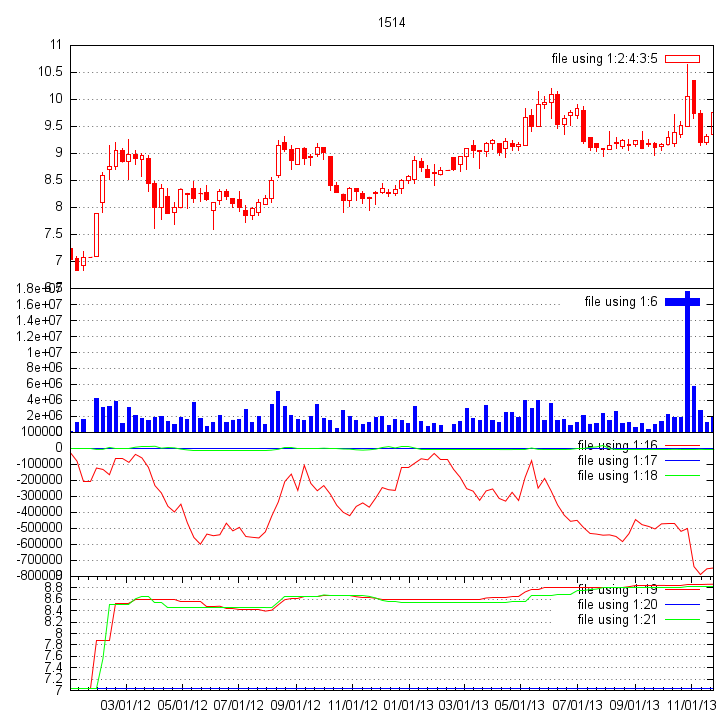 1514
11
file using 1:2:4:3:5
10.5
10
9.5
9
8.5
8
7.5
7
6.5
1.8e+07
file using 1:6
1.6e+07
1.4e+07
1.2e+07
1e+07
8e+06
6e+06
4e+06
2e+06
100000
0
file using 1:16
file using 1:17
-100000
file using 1:18
-200000
-300000
-400000
-500000
-600000
-700000
-800000
8.8
file using 1:19
8.6
file using 1:20
8.4
file using 1:21
8.2
8
7.8
7.6
7.4
7.2
7
03/01/12 05/01/12 07/01/12 09/01/12 11/01/12 01/01/13 03/01/13 05/01/13 07/01/13 09/01/13 11/01/13